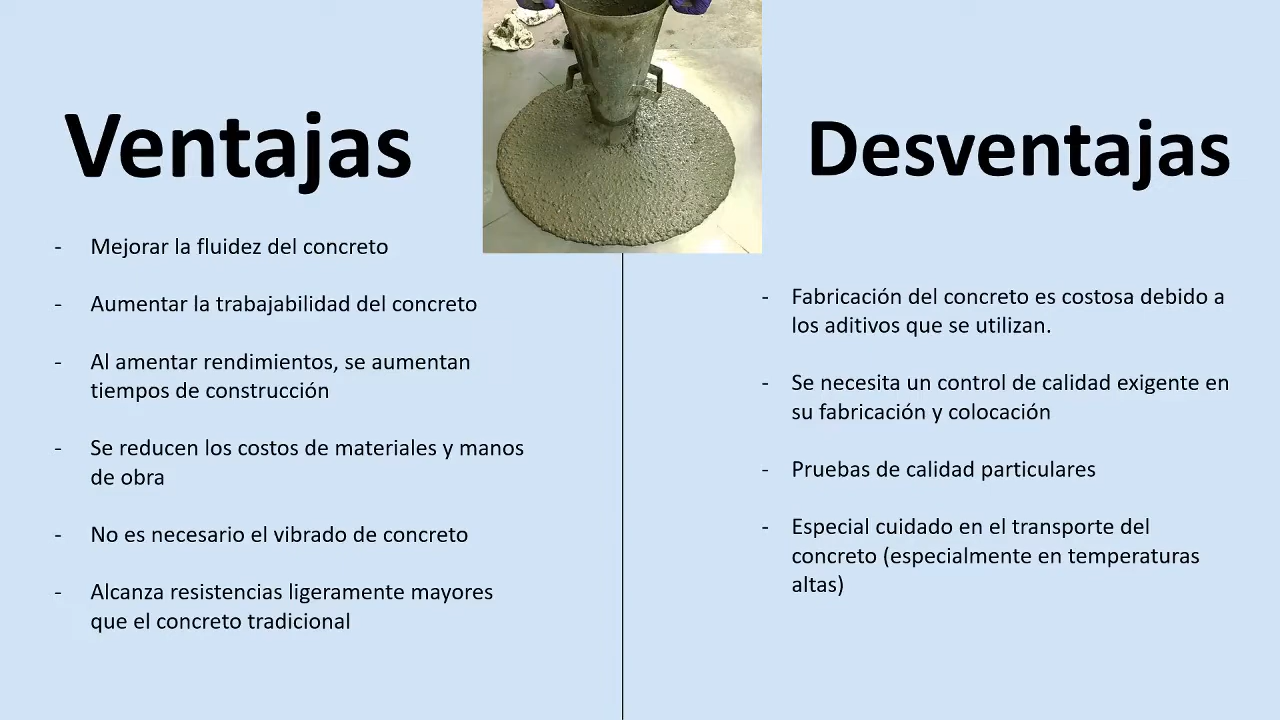 Ventajas
- Mejorar la fluidez del concreto
- Aumentar la trabajabilidad del concreto
- Al amentar rendimientos, se aumentan
tiempos de construcción
- Se reducen los costos de materiales y manos
de obra
- No es necesario el vibrado de concreto
- Alcanza resistencias ligeramente mayores
que el concreto tradicional
Desventajas
- Fabricación del concreto es costosa debido a
los aditivos que se utilizan.
- Se necesita un control de calidad exigente en
su fabricación y colocación
- Pruebas de calidad particulares
- Especial cuidado en el transporte del
concreto (especialmente en temperaturas
altas)